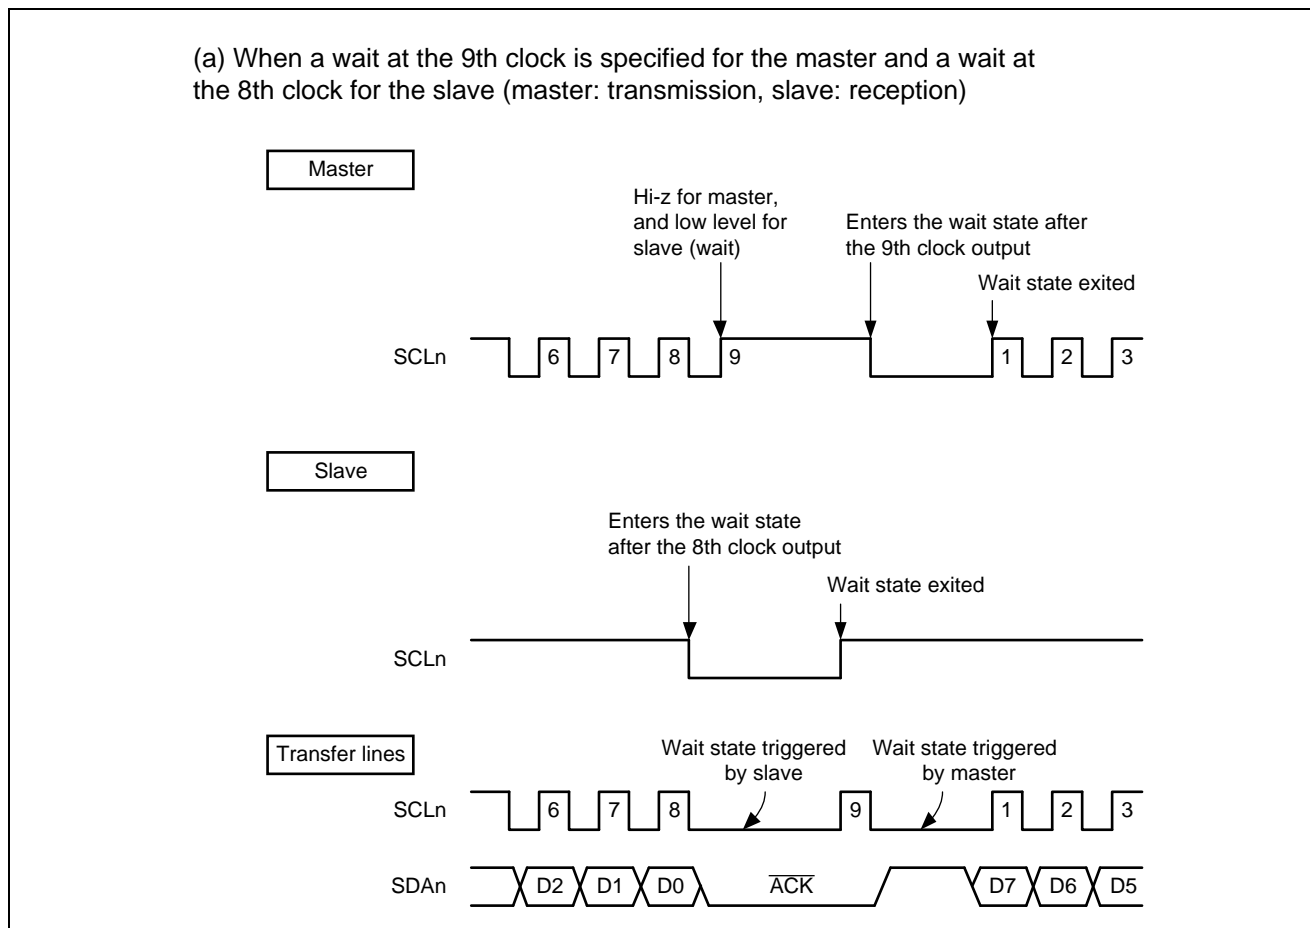 (a) When a wait at the 9th clock is specified for the master and a wait at
the 8th clock for the slave (master: transmission, slave: reception)
Master
Hi-z for master,
and low level for
slave (wait)
Enters the wait state after
the 9th clock output
Wait state exited
SCLn
6 7 8 9 1 2 3
Slave
Enters the wait state
after the 8th clock output
Wait state exited
SCLn
Transfer lines
Wait state triggered
by slave
Wait state triggered
by master
SCLn
6 7 8 9 1 2 3
SDAn
D2 D1 D0 ACK D7 D6 D5